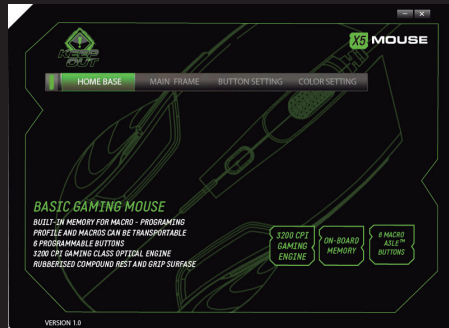 X5 MOUSE
KEEP
OUT
HOME BASE MAIN FRAME BUTTON SETTING COLOR SETTING
BASIC GAMING MOUSE
BUILT-IN MEMORY FOR MACRO - PROGRAMING
PROFILE AND MACROS CAN BE TRANSPORTABLE
6 PROGRAMMABLE BUTTONS
3200 CPI GAMING CLASS OPTICAL ENGINE
RUBBERISED COMPOUND REST AND GRIP SURFASE
3200 CPI
GAMING
ENGINE
ON-BOARD
MEMORY
6 MACRO
BUTTONS
VERSION 1.0